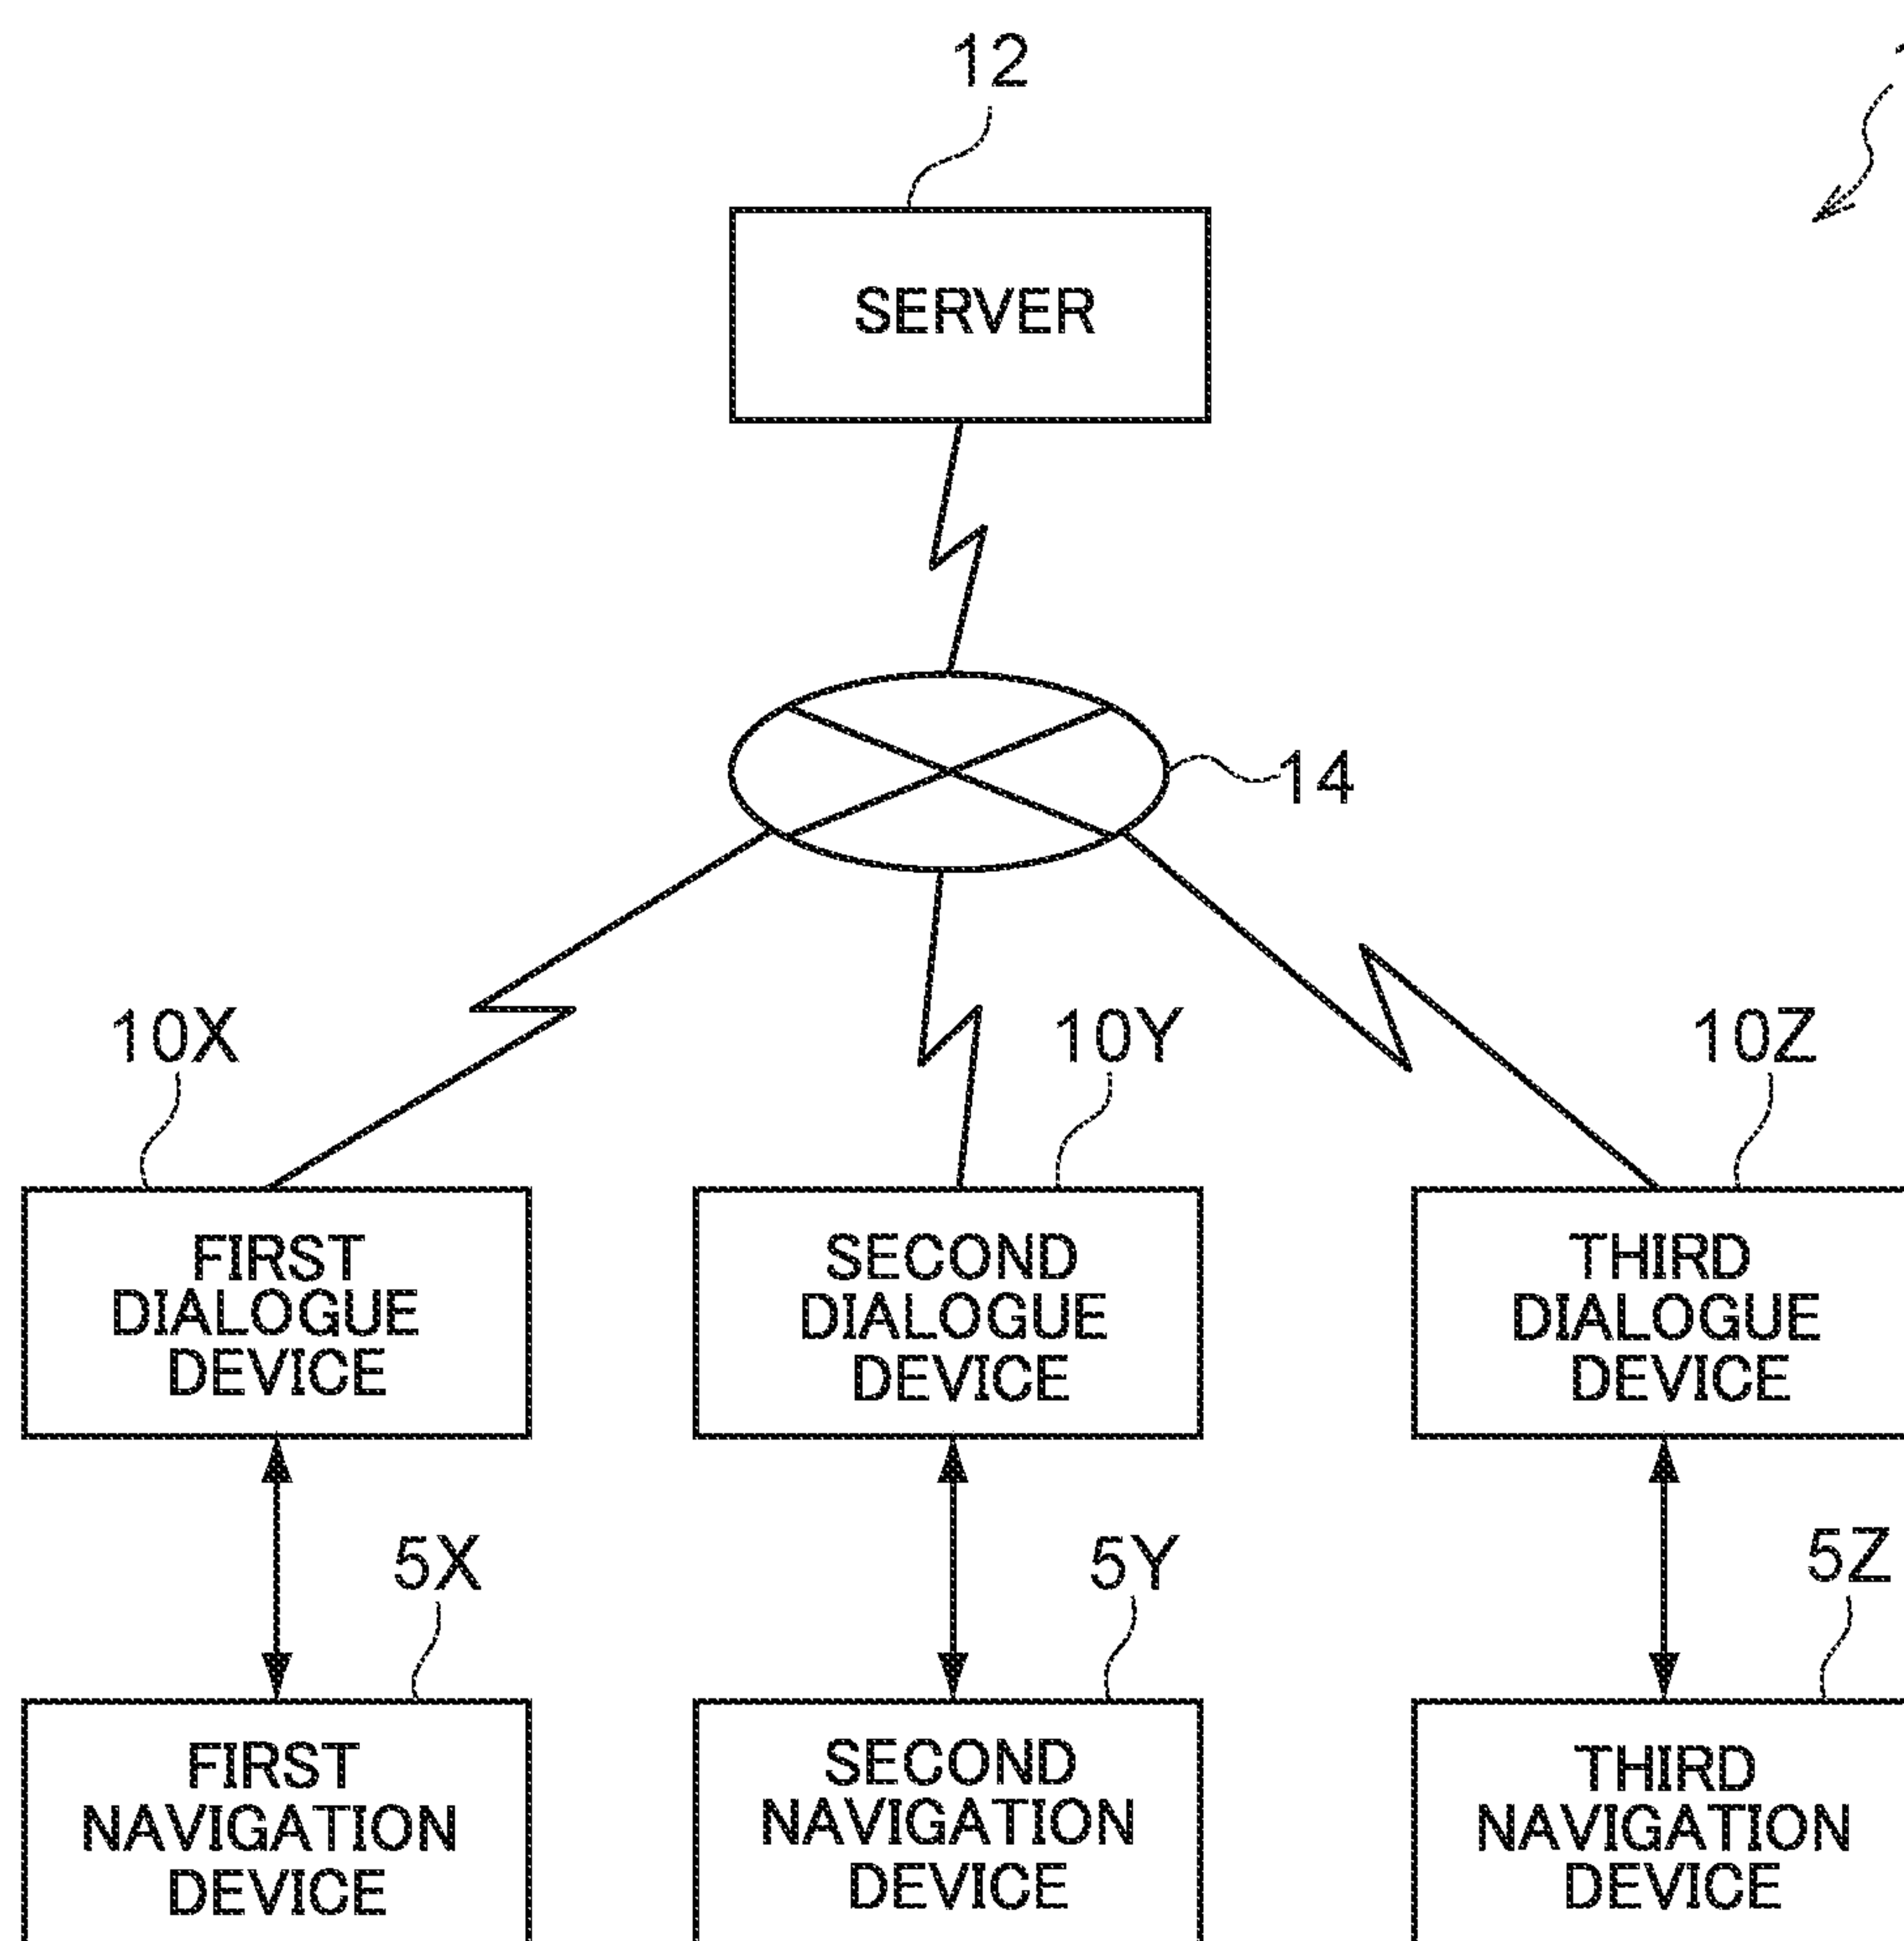 12
SERVER
14
10X
10Y
10Z
FIRST
DIALOGUE
DEVICE
SECOND
DIALOGUE
DEVICE
THIRD
DIALOGUE
DEVICE
5X
5Y
5Z
FIRST
NAVIGATION
DEVICE
SECOND
NAVIGATION
DEVICE
THIRD
NAVIGATION
DEVICE